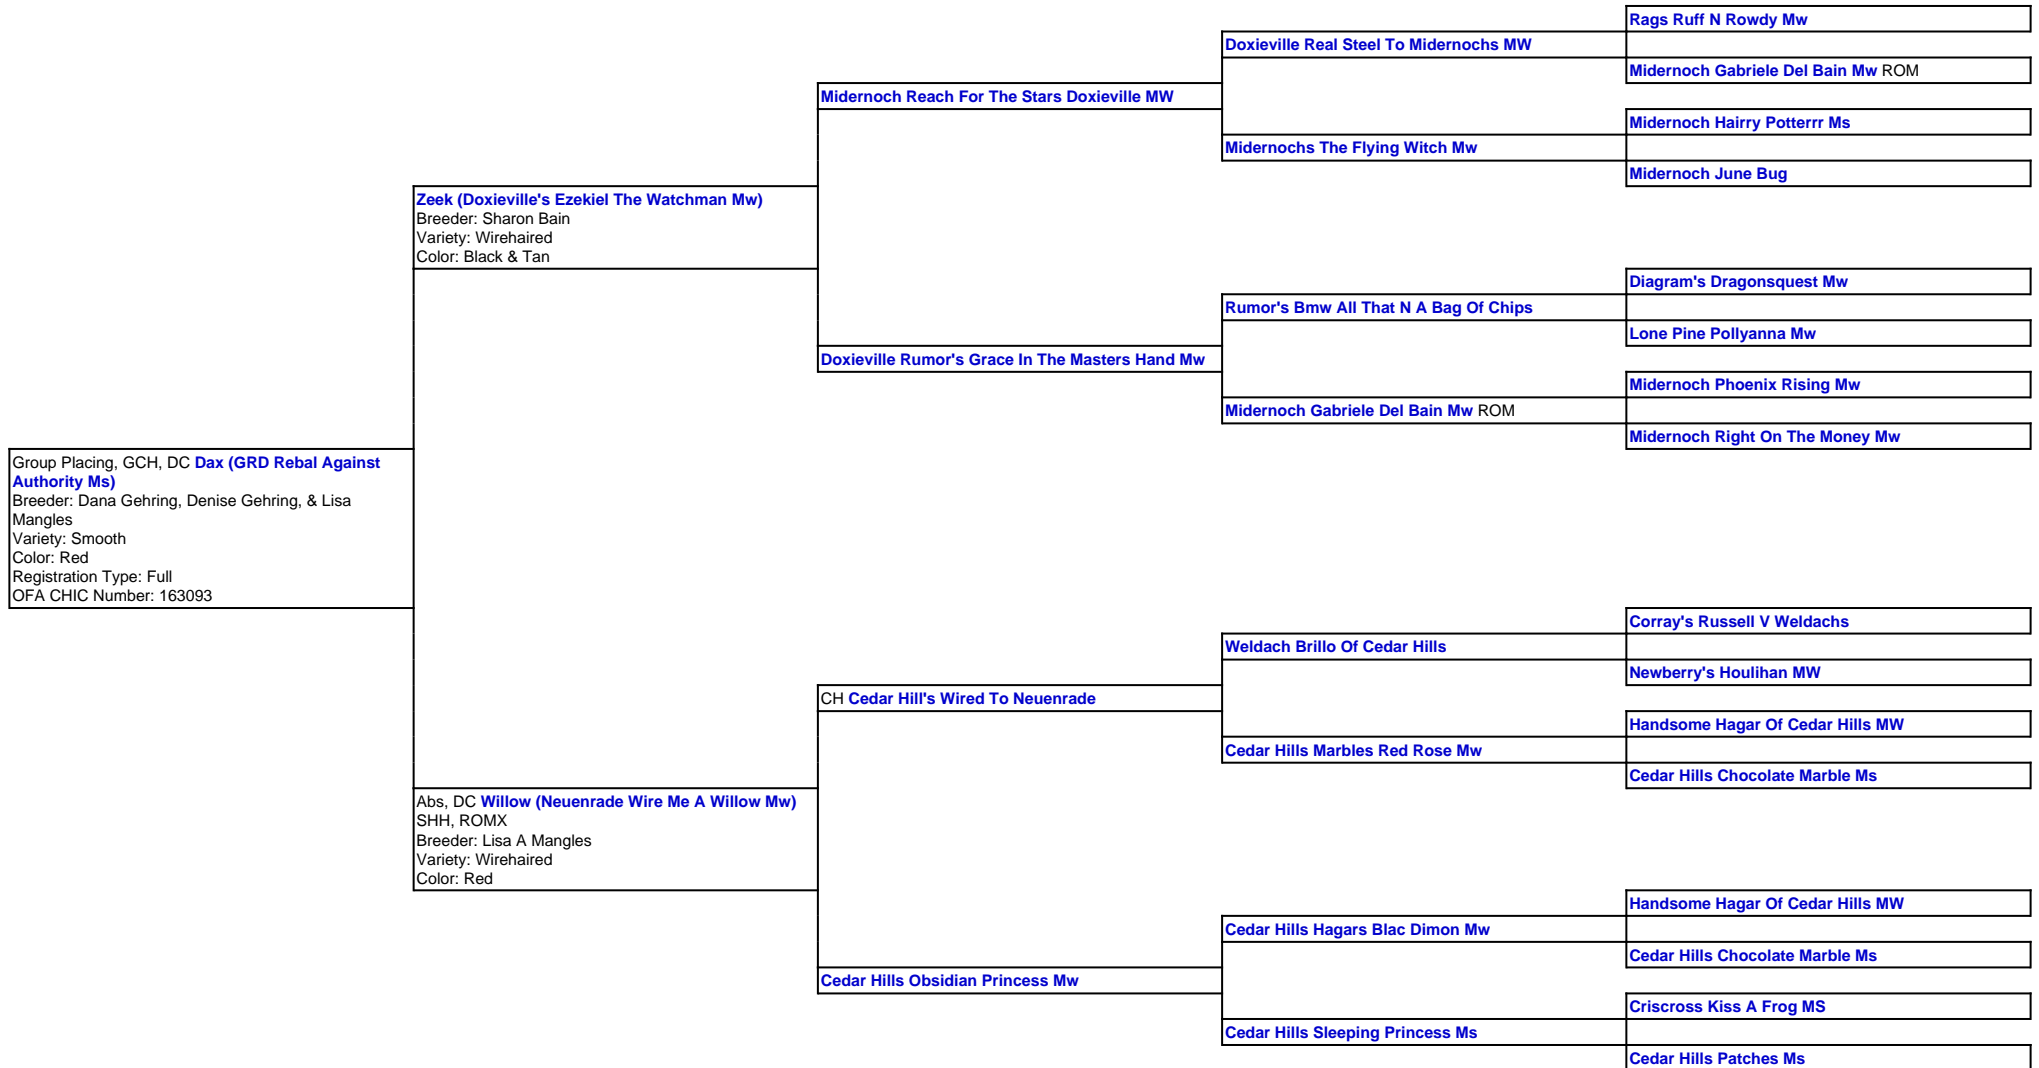 Rags Ruff N Rowdy Mw
Doxieville Real Steel To Midernochs MW
Midernoch Gabriele Del Bain Mw ROM
Midernoch Reach For The Stars Doxieville MW
Midernoch Hairry Potterrr Ms
Midernochs The Flying Witch Mw
Midernoch June Bug
Zeek (Doxieville's Ezekiel The Watchman Mw)
Breeder: Sharon Bain
Variety: Wirehaired
Color: Black & Tan
Diagram's Dragonsquest Mw
Rumor's Bmw All That N A Bag Of Chips
Lone Pine Pollyanna Mw
Doxieville Rumor's Grace In The Masters Hand Mw
Midernoch Phoenix Rising Mw
Midernoch Gabriele Del Bain Mw ROM
Midernoch Right On The Money Mw
Group Placing, GCH, DC Dax (GRD Rebal Against
Authority Ms)
Breeder: Dana Gehring, Denise Gehring, & Lisa
Mangles
Variety: Smooth
Color: Red
Registration Type: Full
OFA CHIC Number: 163093
Corray's Russell V Weldachs
Weldach Brillo Of Cedar Hills
Newberry's Houlihan MW
CH Cedar Hill's Wired To Neuenrade
Handsome Hagar Of Cedar Hills MW
Cedar Hills Marbles Red Rose Mw
Cedar Hills Chocolate Marble Ms
Abs, DC Willow (Neuenrade Wire Me A Willow Mw)
SHH, ROMX
Breeder: Lisa A Mangles
Variety: Wirehaired
Color: Red
Handsome Hagar Of Cedar Hills MW
Cedar Hills Hagars Blac Dimon Mw
Cedar Hills Chocolate Marble Ms
Cedar Hills Obsidian Princess Mw
Criscross Kiss A Frog MS
Cedar Hills Sleeping Princess Ms
Cedar Hills Patches Ms